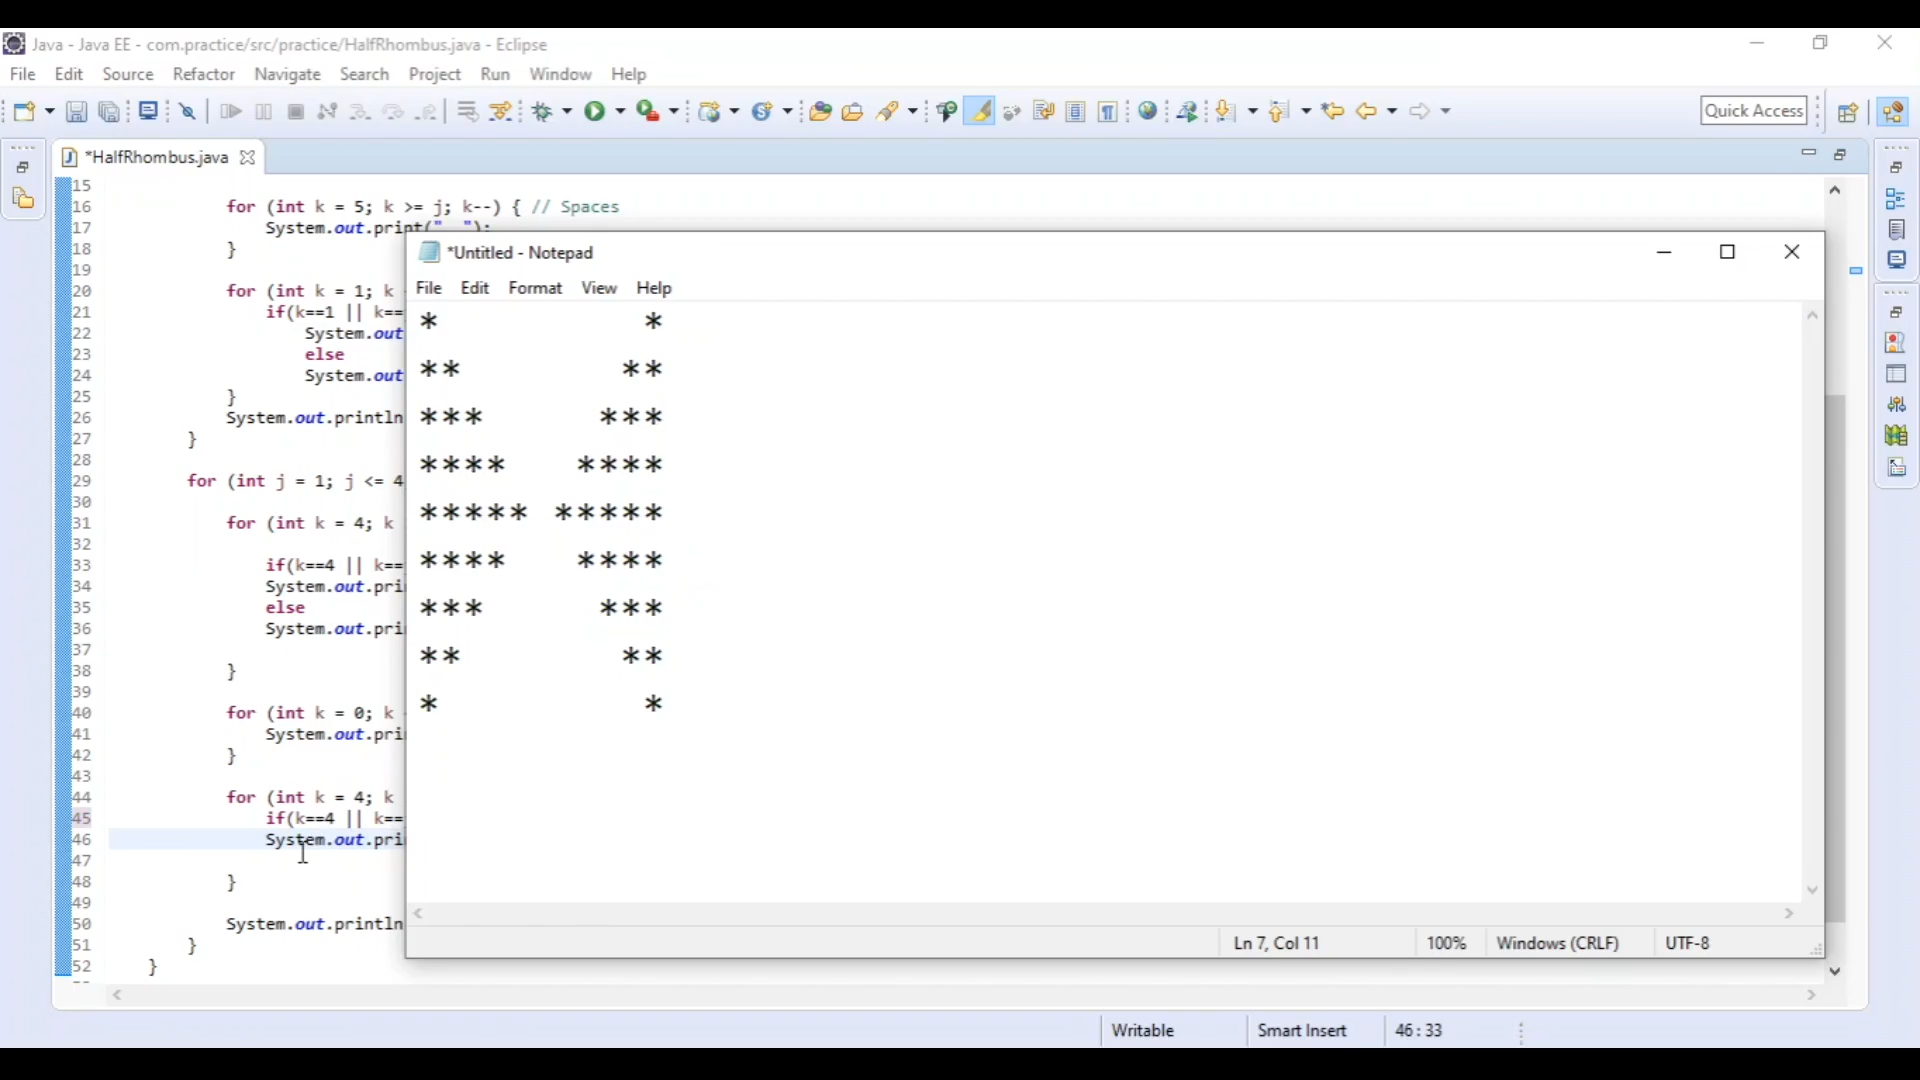 Java - Java EE - com.practice/src/practice/HalfRhombus.java - Eclipse
File Edit Source Refactor Navigate Search Project Run Window Help
Quick Access
*HalfRhombus.java
15
16 for (int k = 5; k >= j; k--) { // Spaces
17 System.out.print("  ");
18 }
19
20 for (int k = 1; k
21 if(k==1 || k==
22 System.out
23 else
24 System.out
25 }
26 System.out.println
27 }
28
29 for (int j = 1; j <= 4
30
31 for (int k = 4; k
32
33 if(k==4 || k==
34 System.out.pri
35 else
36 System.out.pri
37
38 }
39
40 for (int k = 0; k
41 System.out.pri
42 }
43
44 for (int k = 4; k
45 if(k==4 || k==
46 System.out.pri
47
48 }
49
50 System.out.println
51 }
52 }
*Untitled - Notepad
File Edit Format View Help
*                   *
**               **
***           ***
****       ****
***** *****
****       ****
***           ***
**               **
*                   *
Ln 7, Col 11 100% Windows (CRLF) UTF-8
Writable Smart Insert 46 : 33